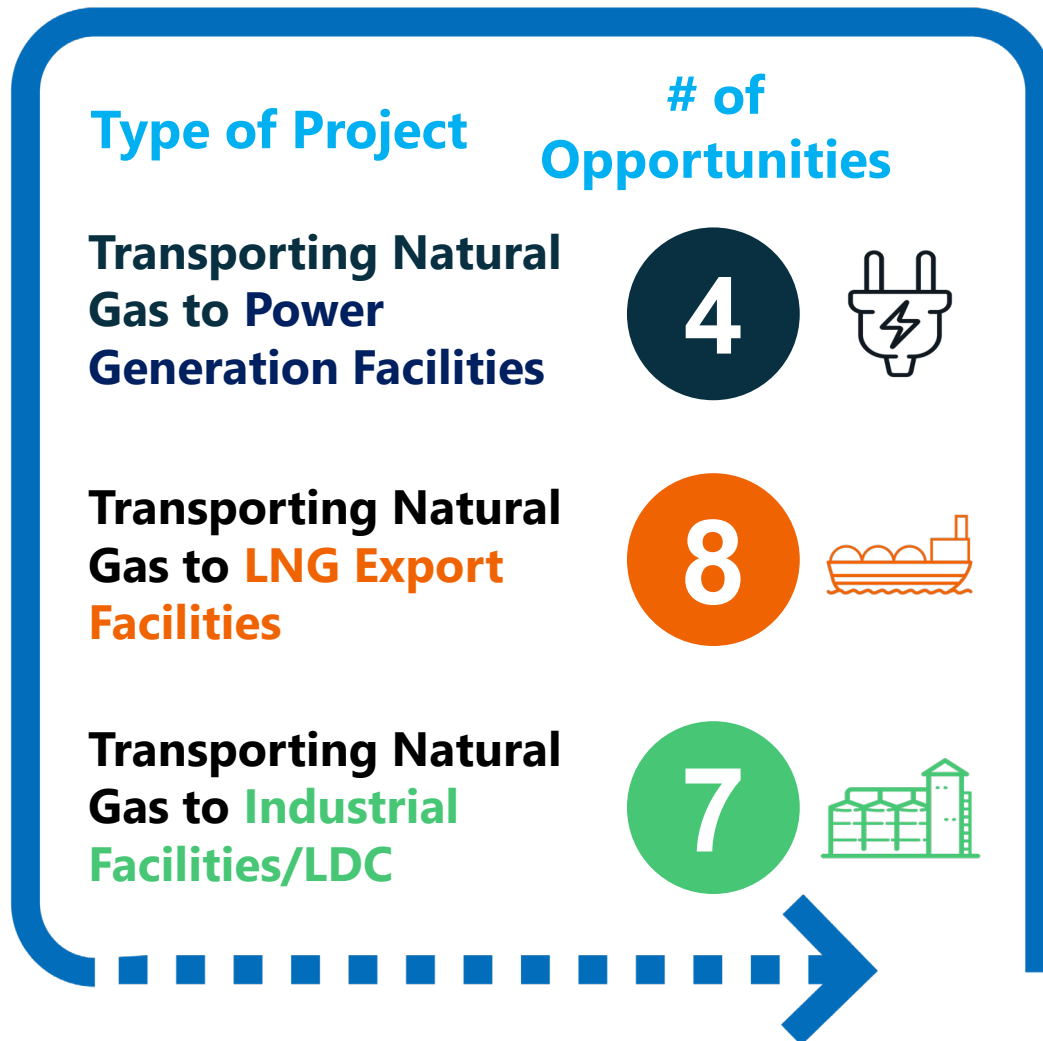 Type of Project
# of
Opportunities
Transporting Natural
Gas to Power
Generation Facilities
4
Transporting Natural
Gas to LNG Export
Facilities
8
Transporting Natural
Gas to Industrial
Facilities/LDC
7